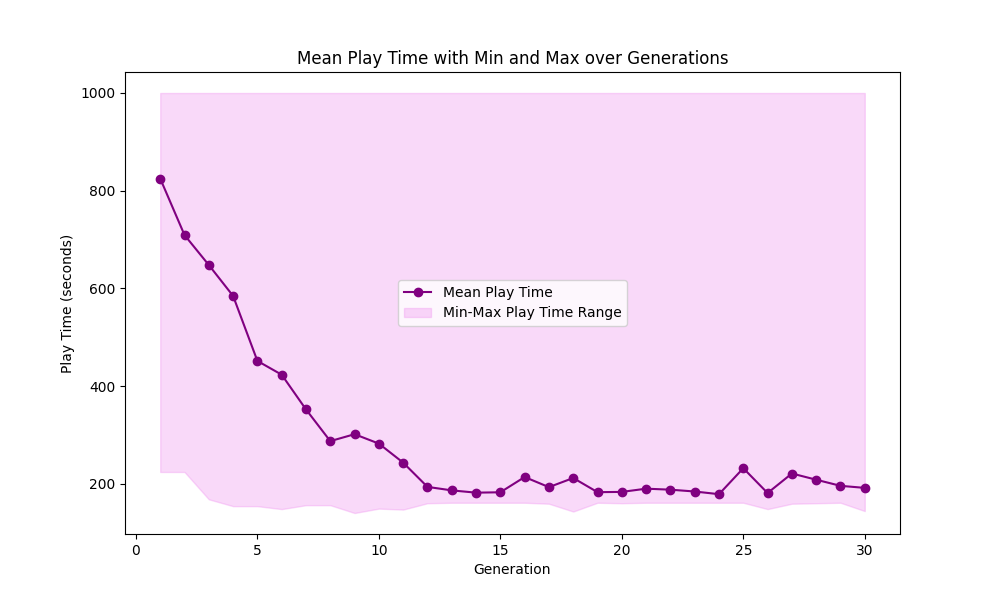 Mean Play Time with Min and Max over Generations
1000
800
600
400
200
Play Time (seconds)
Mean Play Time
Min-Max Play Time Range
0 5 10 15 20 25 30
Generation